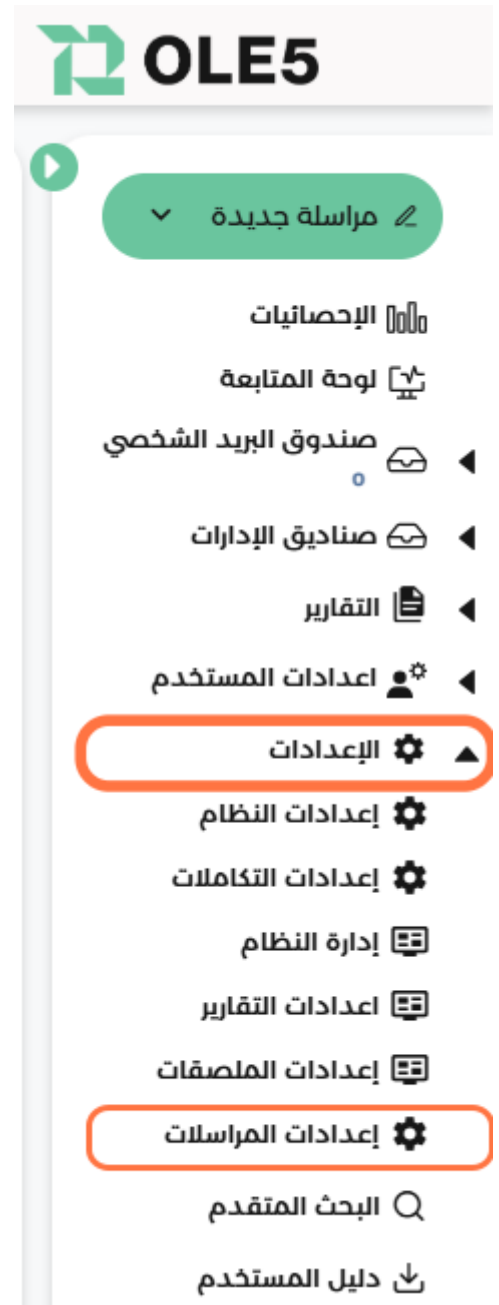 OLE5
مراسلة جديدة
الإحصائيات
لوحة المتابعة
صندوق البريد الشخصي
0
صناديق الإدارات
التقارير
اعدادات المستخدم
الإعدادات
إعدادات النظام
إعدادات التكاملات
إدارة النظام
اعدادات التقارير
إعدادات الملصقات
إعدادات المراسلات
البحث المتقدم
دليل المستخدم